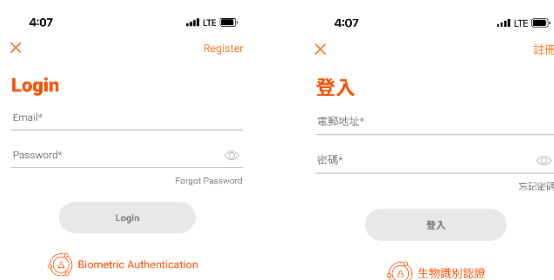 4:07
LTE
Register
Login
Email*
Password*
Forgot Password
Login
Biometric Authentication
4:07
LTE
註冊
登入
電郵地址*
密碼*
忘記密碼
登入
生物識別認證